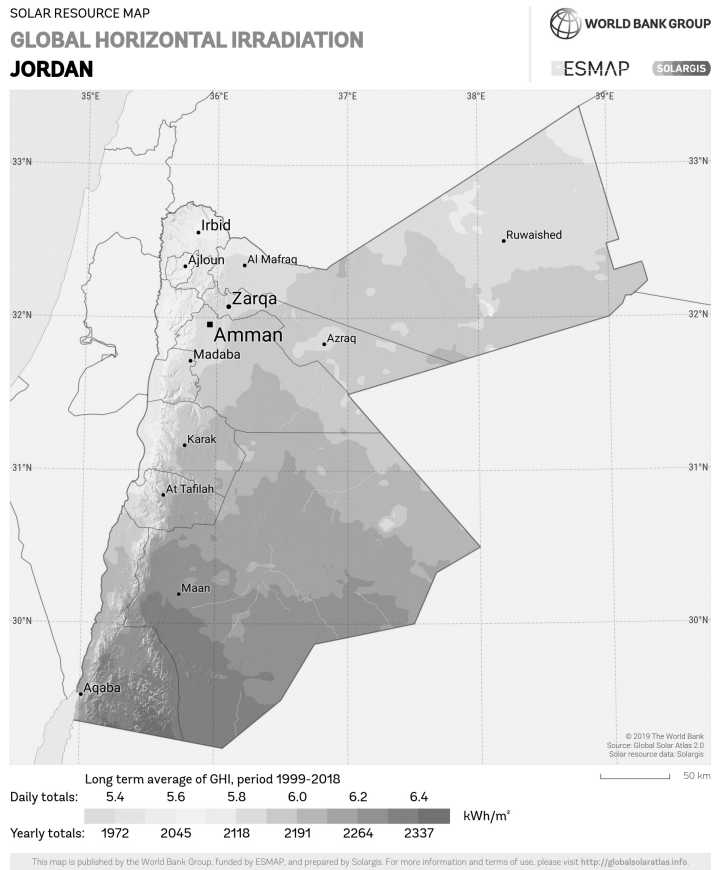 SOLAR RESOURCE MAP
GLOBAL HORIZONTAL IRRADIATION
JORDAN
WORLD BANK GROUP
ESMAP
SOLARGIS
35°E 36°E 37°E 38°E 39°E
33°N 33°N
Irbid
Ruwaished
Ajloun
Al Mafraq
Zarqa
32°N 32°N
Amman
Azraq
Madaba
Karak
31°N 31°N
At Tafilah
Maan
30°N 30°N
Aqaba
© 2019 The World Bank
Source: Global Solar Atlas 2.0
Solar resource data: Solargis
50 km
Long term average of GHI, period 1999-2018
Daily totals: 5.4 5.6 5.8 6.0 6.2 6.4
kWh/m²
Yearly totals: 1972 2045 2118 2191 2264 2337
This map is published by the World Bank Group, funded by ESMAP, and prepared by Solargis. For more information and terms of use, please visit http://globalsolaratlas.info.